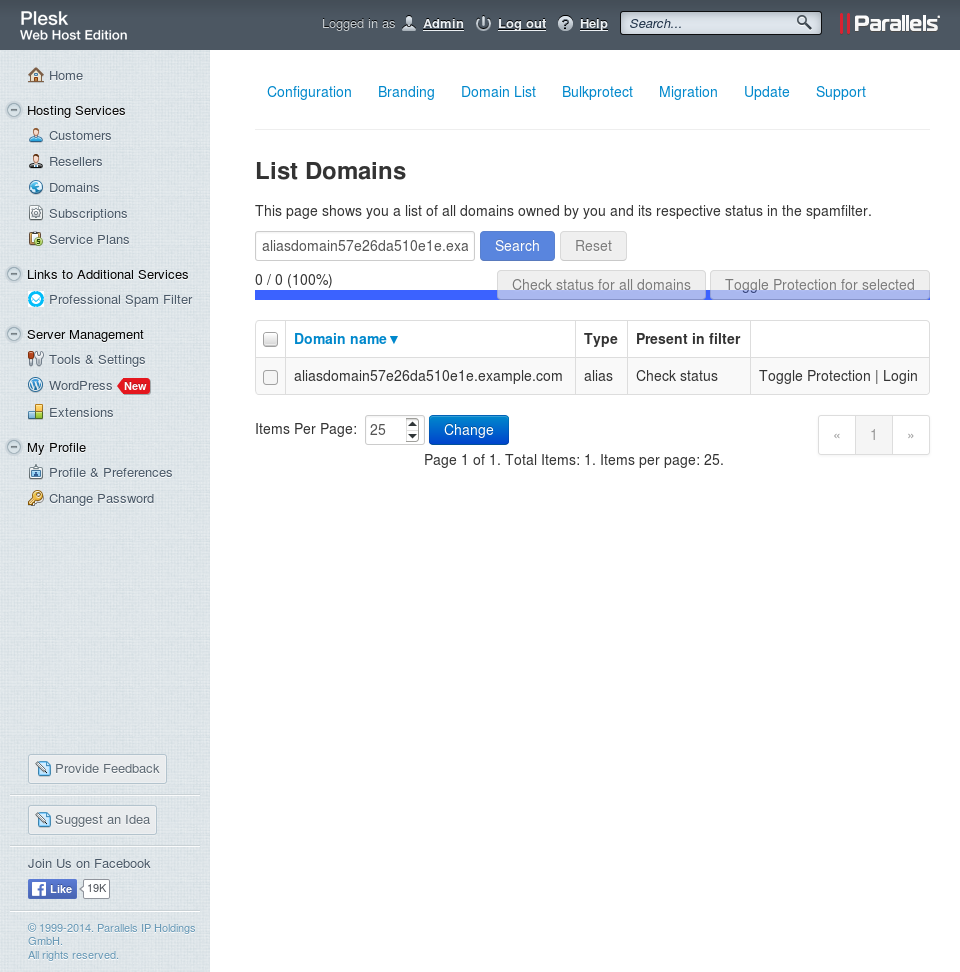 Plesk
Web Host Edition
Logged in as Admin Log out Help Search... Parallels
Home
Hosting Services
Customers
Resellers
Domains
Subscriptions
Service Plans
Links to Additional Services
Professional Spam Filter
Server Management
Tools & Settings
WordPress New
Extensions
My Profile
Profile & Preferences
Change Password
Provide Feedback
Suggest an Idea
Join Us on Facebook
Like 19K
© 1999-2014. Parallels IP Holdings
GmbH.
All rights reserved.
Configuration Branding Domain List Bulkprotect Migration Update Support
List Domains
This page shows you a list of all domains owned by you and its respective status in the spamfilter.
aliasdomain57e26da510e1e.exa Search Reset
0 / 0 (100%) Check status for all domains Toggle Protection for selected
Domain name▼ Type Present in filter
aliasdomain57e26da510e1e.example.com alias Check status Toggle Protection | Login
Items Per Page: 25 Change « 1 »
Page 1 of 1. Total Items: 1. Items per page: 25.